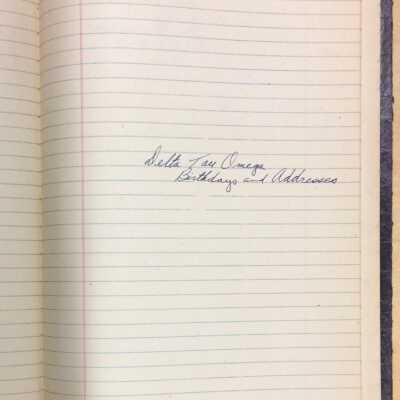 Delta Tau Omega
Birthdays and Addresses